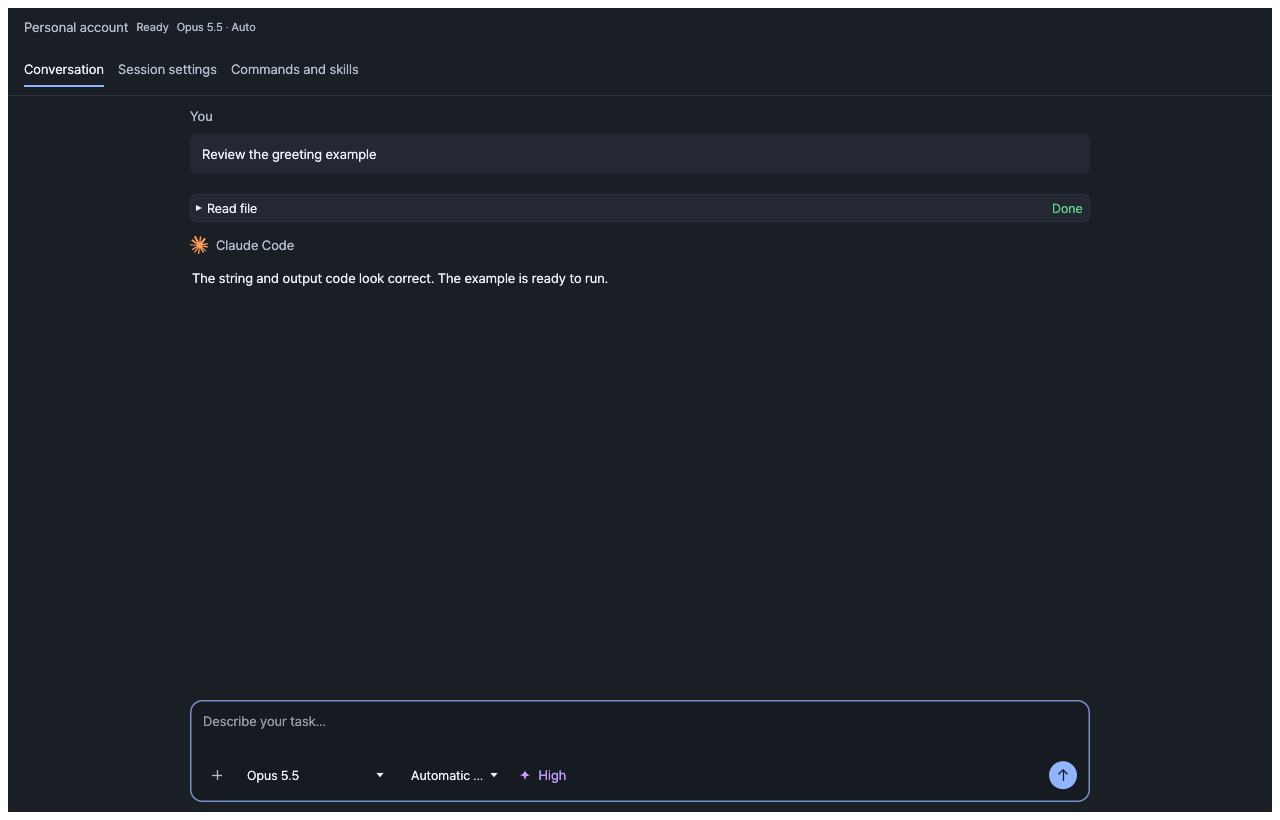 Personal account Ready Opus 5.5 · Auto
Conversation Session settings Commands and skills
You
Review the greeting example
Read file Done
Claude Code
The string and output code look correct. The example is ready to run.
Describe your task...
Opus 5.5 Automatic ... High